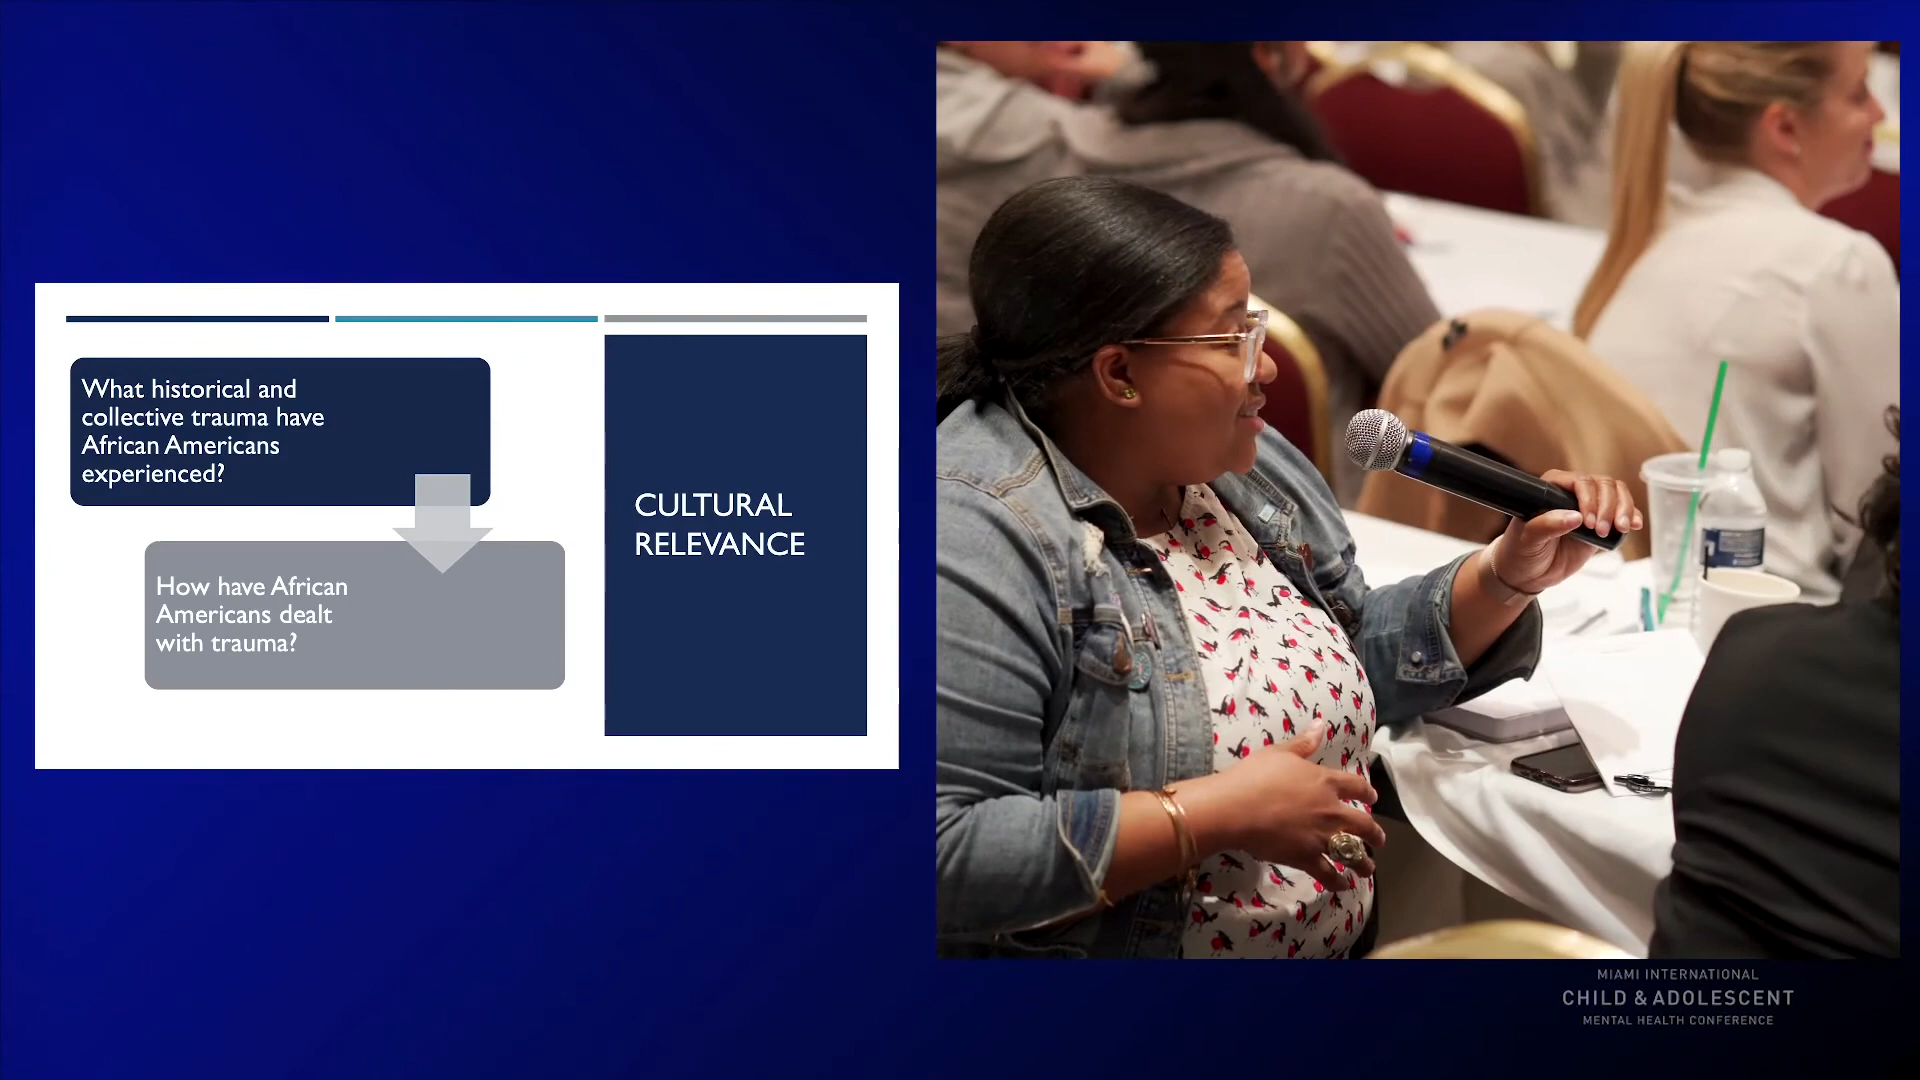 What historical and
collective trauma have
African Americans
experienced?
How have African
Americans dealt
with trauma?
CULTURAL
RELEVANCE
MIAMI INTERNATIONAL
CHILD & ADOLESCENT
MENTAL HEALTH CONFERENCE